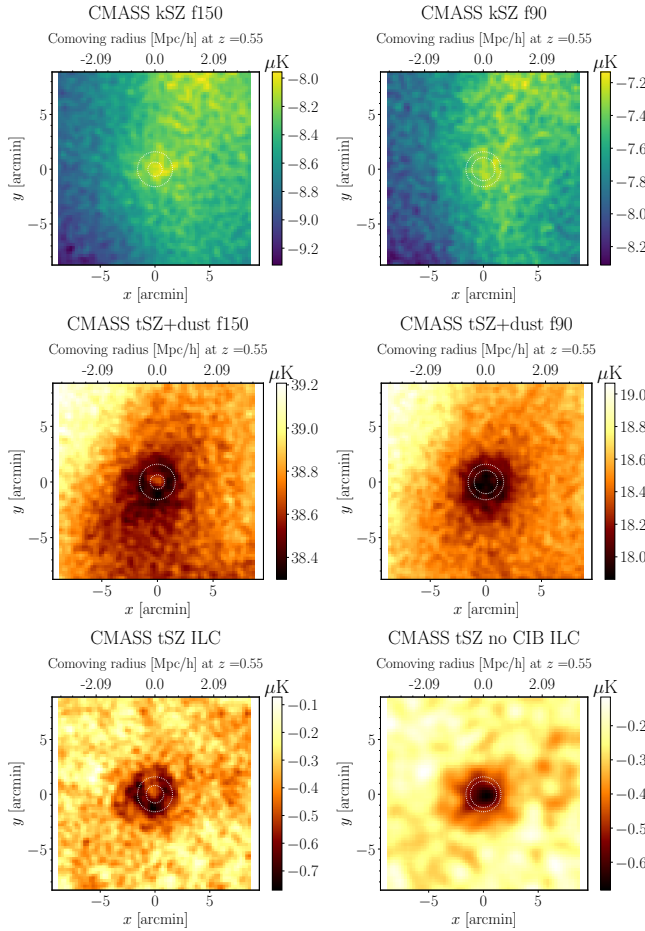 CMASS kSZ f150
Comoving radius [Mpc/h] at z =0.55
-2.09 0.0 2.09
μK
5
0
−5
y [arcmin]
−5 0 5
x [arcmin]
−8.0
−8.2
−8.4
−8.6
−8.8
−9.0
−9.2
CMASS kSZ f90
Comoving radius [Mpc/h] at z =0.55
-2.09 0.0 2.09
μK
5
0
−5
y [arcmin]
−5 0 5
x [arcmin]
−7.2
−7.4
−7.6
−7.8
−8.0
−8.2
CMASS tSZ+dust f150
Comoving radius [Mpc/h] at z =0.55
-2.09 0.0 2.09
μK
5
0
−5
y [arcmin]
−5 0 5
x [arcmin]
39.2
39.0
38.8
38.6
38.4
CMASS tSZ+dust f90
Comoving radius [Mpc/h] at z =0.55
-2.09 0.0 2.09
μK
5
0
−5
y [arcmin]
−5 0 5
x [arcmin]
19.0
18.8
18.6
18.4
18.2
18.0
CMASS tSZ ILC
Comoving radius [Mpc/h] at z =0.55
-2.09 0.0 2.09
μK
5
0
−5
y [arcmin]
−5 0 5
x [arcmin]
−0.1
−0.2
−0.3
−0.4
−0.5
−0.6
−0.7
CMASS tSZ no CIB ILC
Comoving radius [Mpc/h] at z =0.55
-2.09 0.0 2.09
μK
5
0
−5
y [arcmin]
−5 0 5
x [arcmin]
−0.2
−0.3
−0.4
−0.5
−0.6